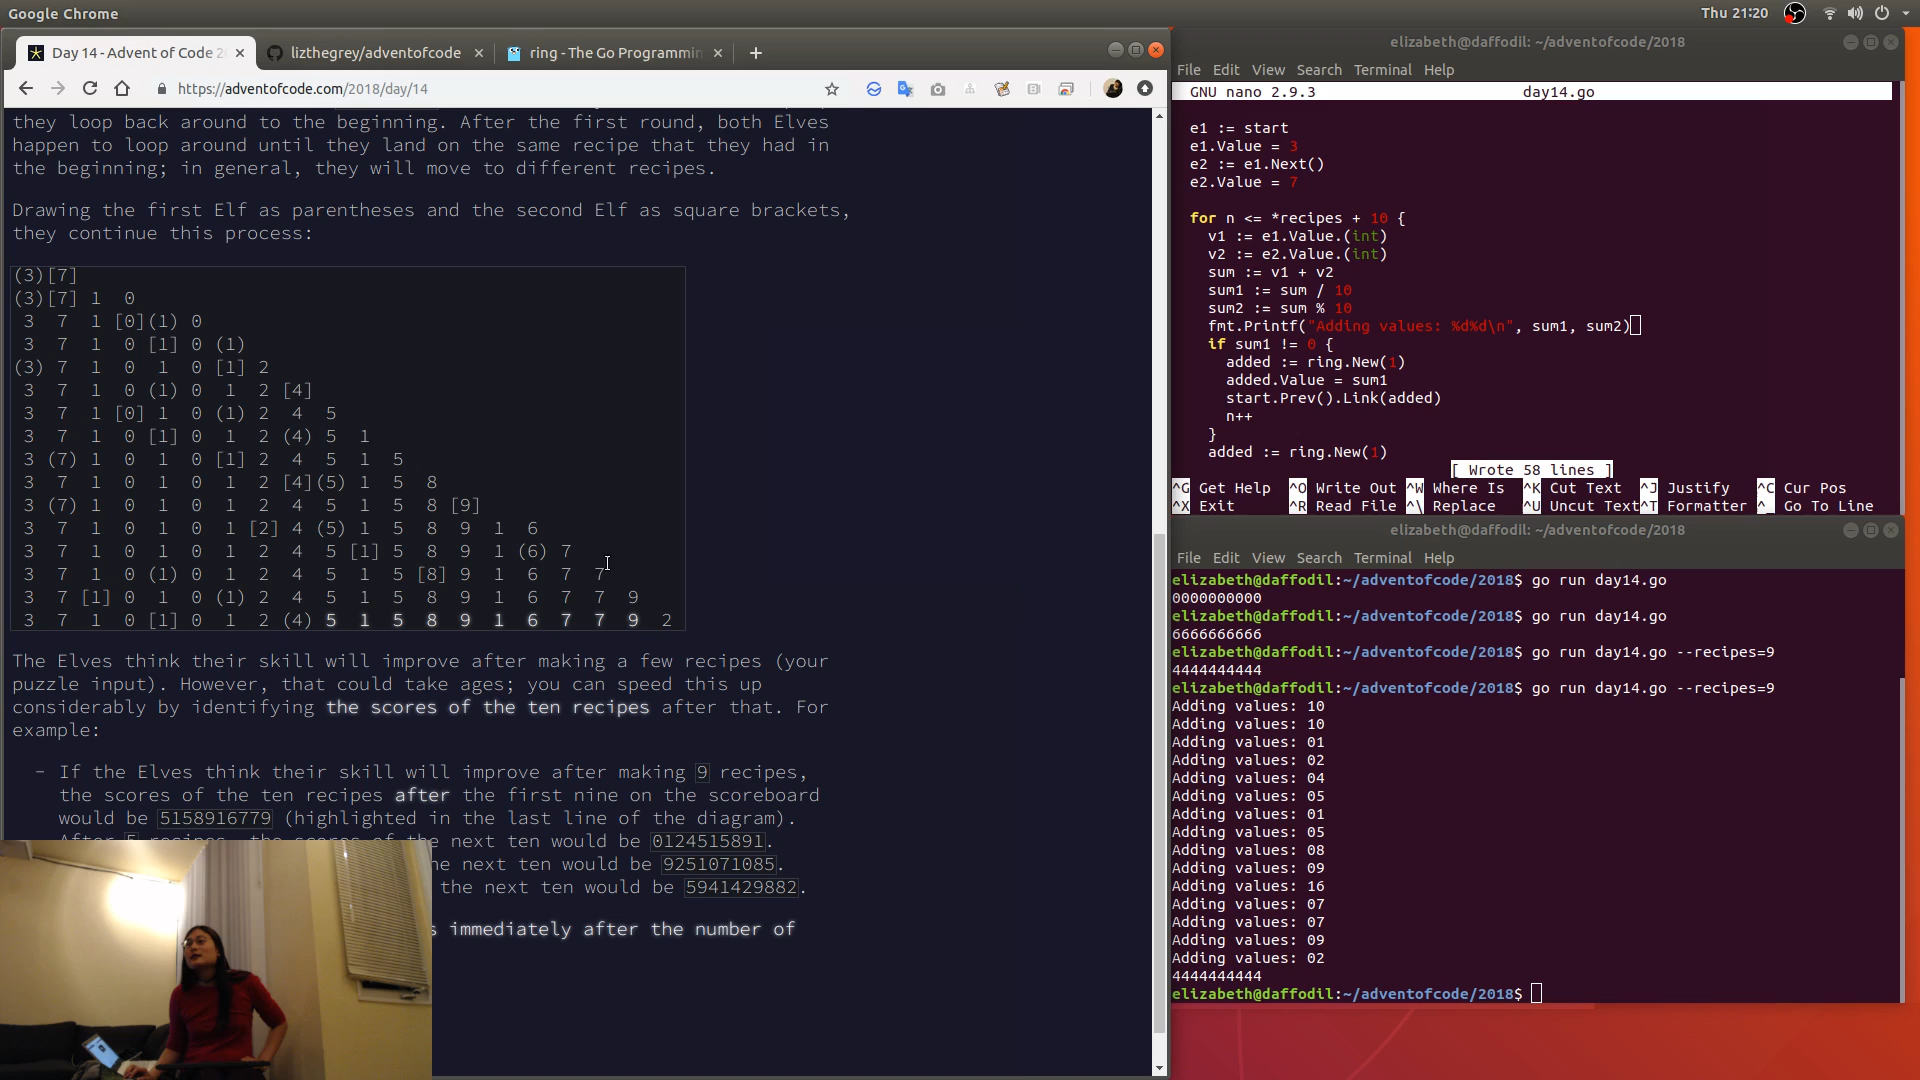 Google Chrome
Thu 21:20
Day 14 - Advent of Code 2
lizthegrey/adventofcode
ring - The Go Programmin
https://adventofcode.com/2018/day/14
they loop back around to the beginning. After the first round, both Elves
happen to loop around until they land on the same recipe that they had in
the beginning; in general, they will move to different recipes.
Drawing the first Elf as parentheses and the second Elf as square brackets,
they continue this process:
(3)[7]
(3)[7] 1 0
3 7 1 [0](1) 0
3 7 1 0 [1] 0 (1)
(3) 7 1 0 1 0 [1] 2
3 7 1 0 (1) 0 1 2 [4]
3 7 1 [0] 1 0 (1) 2 4 5
3 7 1 0 [1] 0 1 2 (4) 5 1
3 (7) 1 0 1 0 [1] 2 4 5 1 5
3 7 1 0 1 0 1 2 [4](5) 1 5 8
3 (7) 1 0 1 0 1 2 4 5 1 5 8 [9]
3 7 1 0 1 0 1 [2] 4 (5) 1 5 8 9 1 6
3 7 1 0 1 0 1 2 4 5 [1] 5 8 9 1 (6) 7
3 7 1 0 (1) 0 1 2 4 5 1 5 [8] 9 1 6 7 7
3 7 [1] 0 1 0 (1) 2 4 5 1 5 8 9 1 6 7 7 9
3 7 1 0 [1] 0 1 2 (4) 5 1 5 8 9 1 6 7 7 9 2
The Elves think their skill will improve after making a few recipes (your
puzzle input). However, that could take ages; you can speed this up
considerably by identifying the scores of the ten recipes after that. For
example:
- If the Elves think their skill will improve after making 9 recipes,
the scores of the ten recipes after the first nine on the scoreboard
would be 5158916779 (highlighted in the last line of the diagram).
After 5 recipes, the scores of the next ten would be 0124515891.
he next ten would be 9251071085.
the next ten would be 5941429882.
s immediately after the number of
elizabeth@daffodil: ~/adventofcode/2018
File Edit View Search Terminal Help
GNU nano 2.9.3 day14.go
e1 := start
e1.Value = 3
e2 := e1.Next()
e2.Value = 7
for n <= *recipes + 10 {
v1 := e1.Value.(int)
v2 := e2.Value.(int)
sum := v1 + v2
sum1 := sum / 10
sum2 := sum % 10
fmt.Printf("Adding values: %d%d\n", sum1, sum2)
if sum1 != 0 {
added := ring.New(1)
added.Value = sum1
start.Prev().Link(added)
n++
}
added := ring.New(1)
[ Wrote 58 lines ]
^G Get Help ^O Write Out ^W Where Is ^K Cut Text ^J Justify ^C Cur Pos
^X Exit ^R Read File ^\ Replace ^U Uncut Text ^T Formatter ^_ Go To Line
elizabeth@daffodil: ~/adventofcode/2018
File Edit View Search Terminal Help
elizabeth@daffodil:~/adventofcode/2018$ go run day14.go
0000000000
elizabeth@daffodil:~/adventofcode/2018$ go run day14.go
6666666666
elizabeth@daffodil:~/adventofcode/2018$ go run day14.go --recipes=9
4444444444
elizabeth@daffodil:~/adventofcode/2018$ go run day14.go --recipes=9
Adding values: 10
Adding values: 10
Adding values: 01
Adding values: 02
Adding values: 04
Adding values: 05
Adding values: 01
Adding values: 05
Adding values: 08
Adding values: 09
Adding values: 16
Adding values: 07
Adding values: 07
Adding values: 09
Adding values: 02
4444444444
elizabeth@daffodil:~/adventofcode/2018$